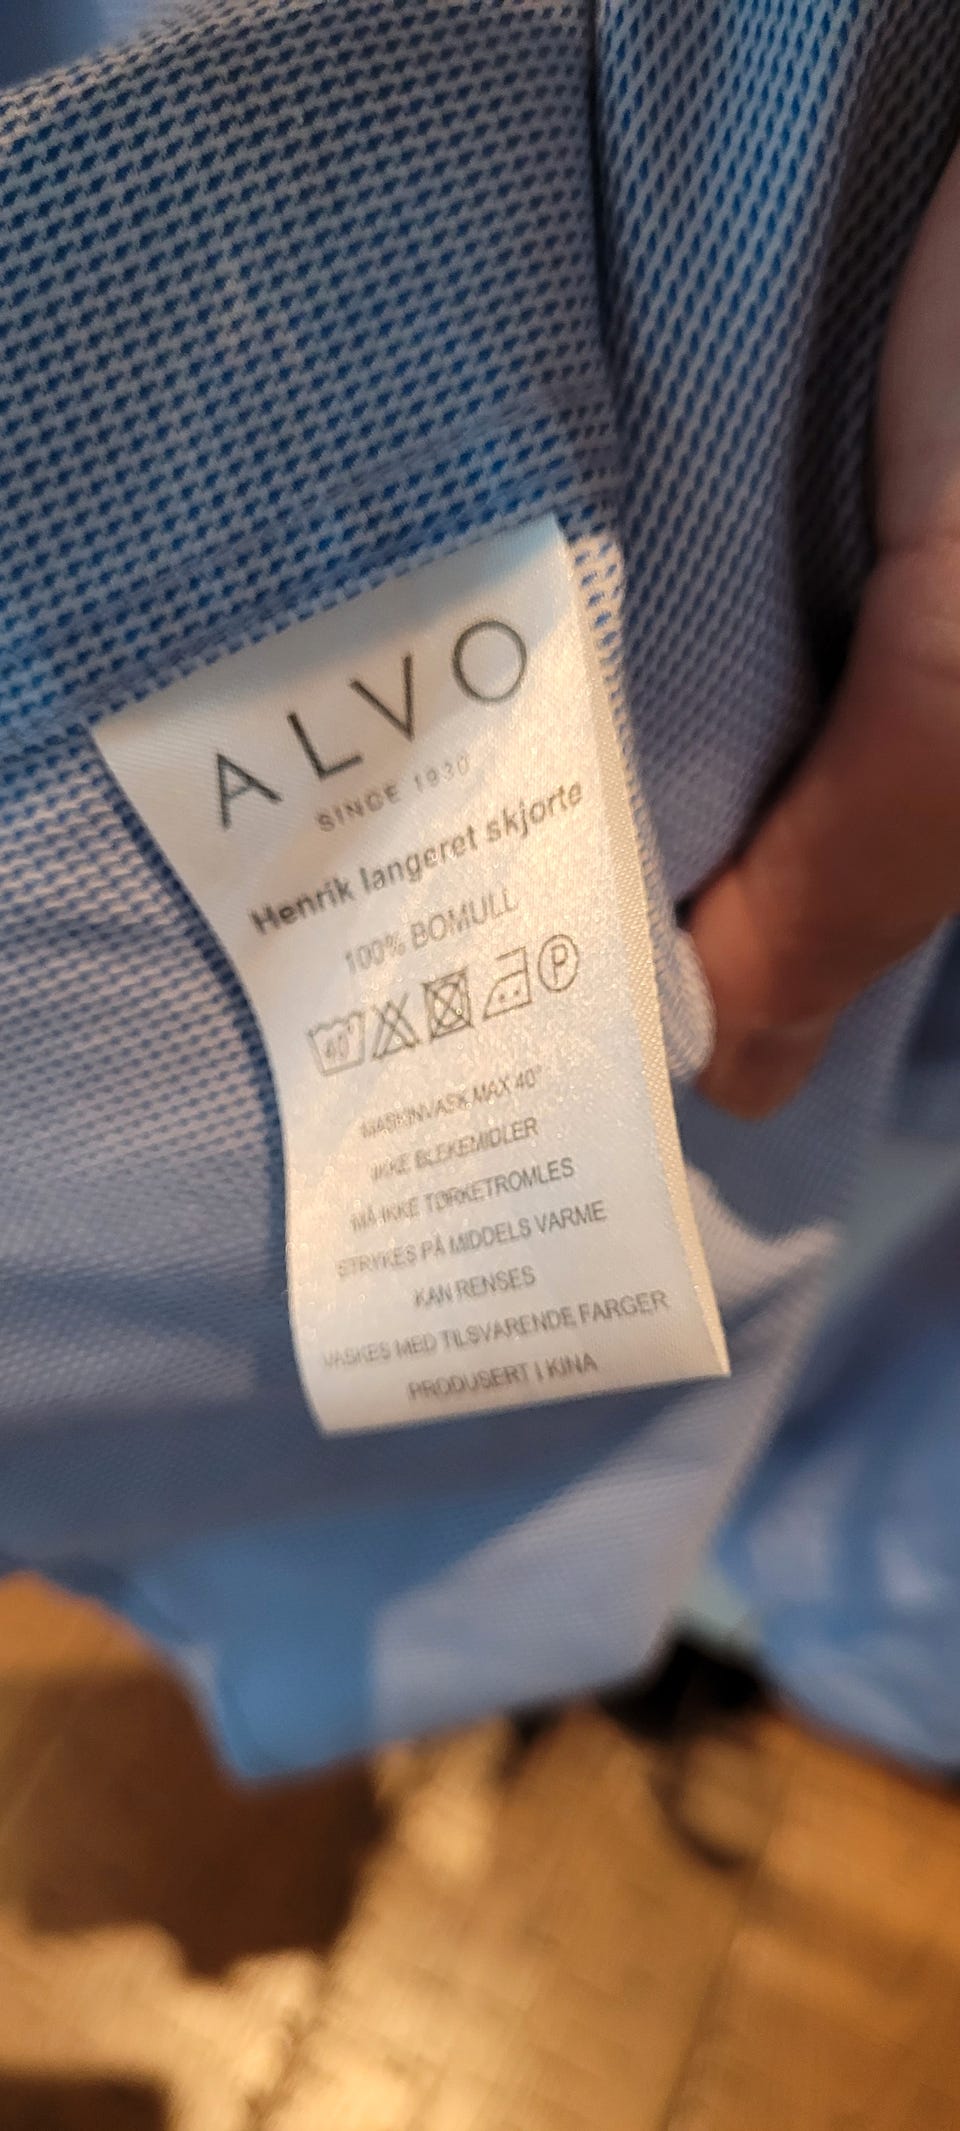 ALVO
SINCE 1930
Henrik langeret skjorte
100% BOMULL
40° P
MASKINVASK MAX 40°
IKKE BLEKEMIDLER
MÅ IKKE TØRKETROMLES
STRYKES PÅ MIDDELS VARME
KAN RENSES
VASKES MED TILSVARENDE FARGER
PRODUSERT I KINA